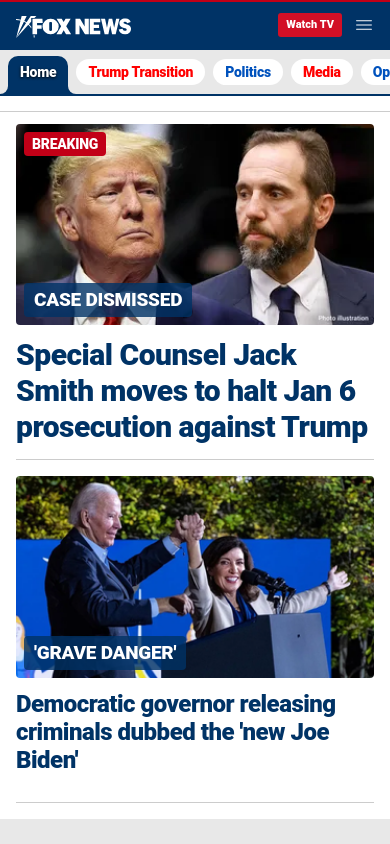 FOX NEWS
Watch TV
Home
Trump Transition
Politics
Media
Op
BREAKING
CASE DISMISSED
Photo illustration
Special Counsel Jack
Smith moves to halt Jan 6
prosecution against Trump
'GRAVE DANGER'
Democratic governor releasing
criminals dubbed the 'new Joe
Biden'